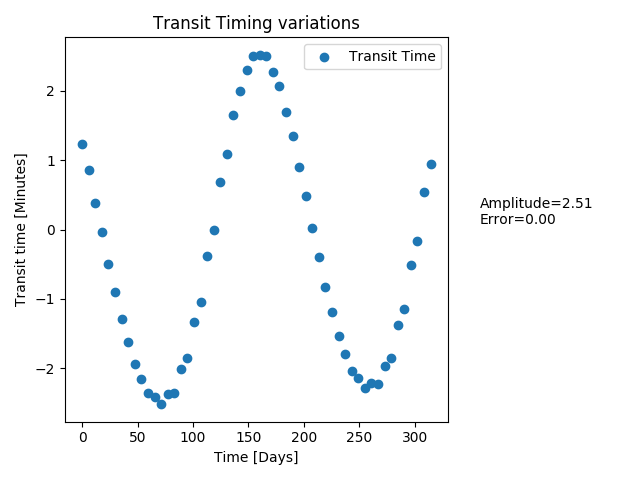 Transit Timing variations
Transit Time
2
1
0
−1
−2
Transit time [Minutes]
Amplitude=2.51
Error=0.00
0 50 100 150 200 250 300
Time [Days]